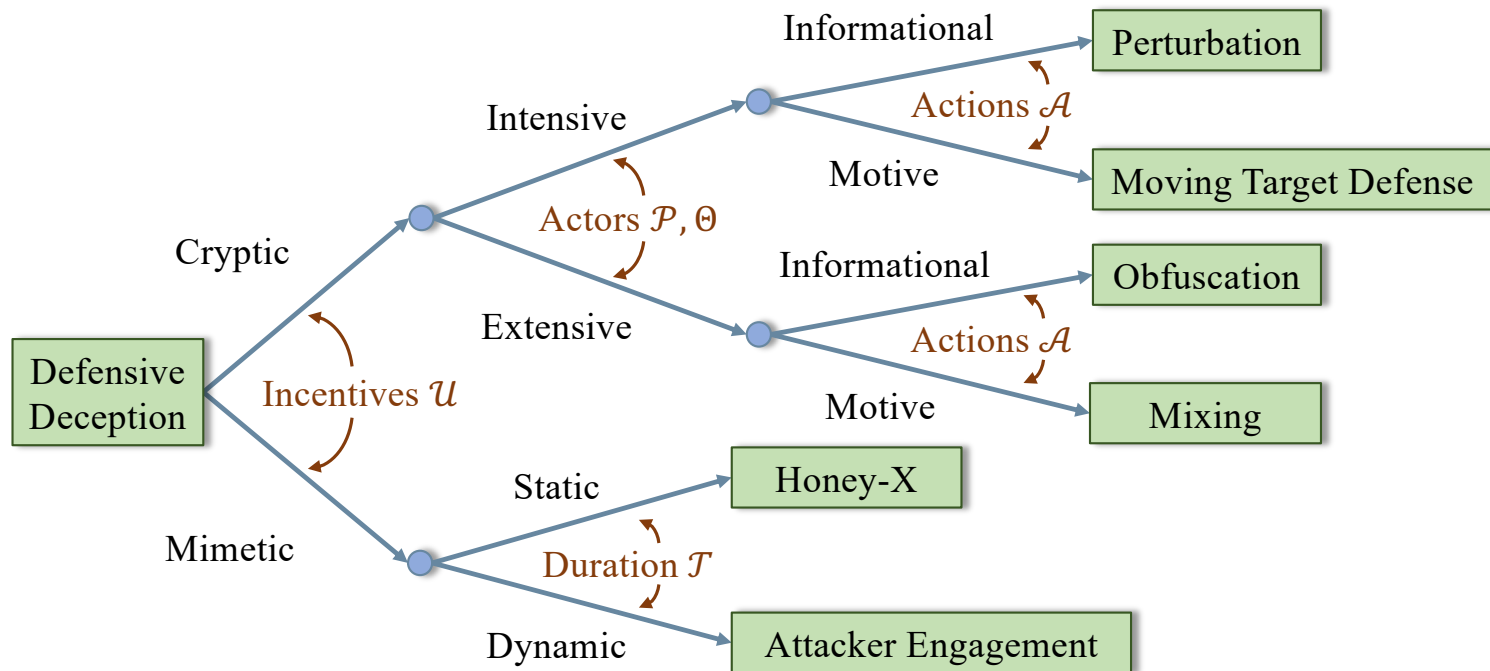 Informational
Perturbation
Intensive
Actions 𝒜
Motive
Moving Target Defense
Actors 𝒫, Θ
Cryptic
Informational
Obfuscation
Extensive
Actions 𝒜
Defensive
Deception
Incentives 𝒰
Motive
Mixing
Static
Honey-X
Mimetic
Duration 𝒯
Dynamic
Attacker Engagement